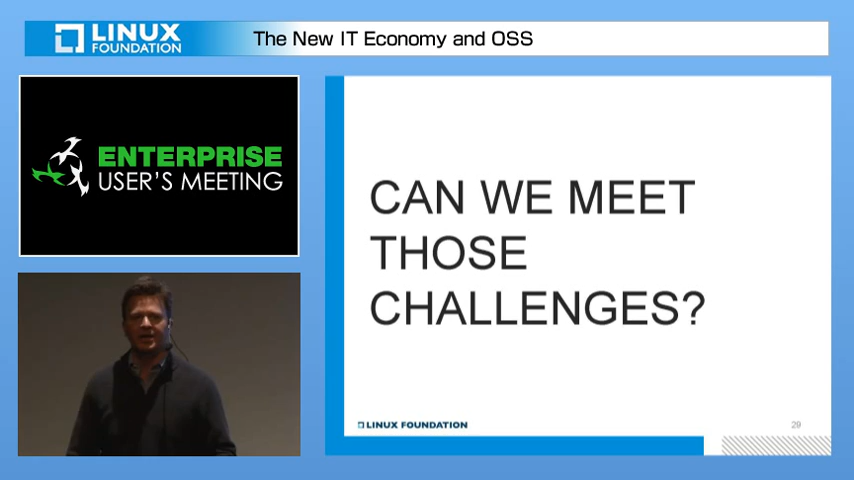 LINUX
FOUNDATION
The New IT Economy and OSS
ENTERPRISE
USER'S MEETING
CAN WE MEET
THOSE
CHALLENGES?
LINUX FOUNDATION
29